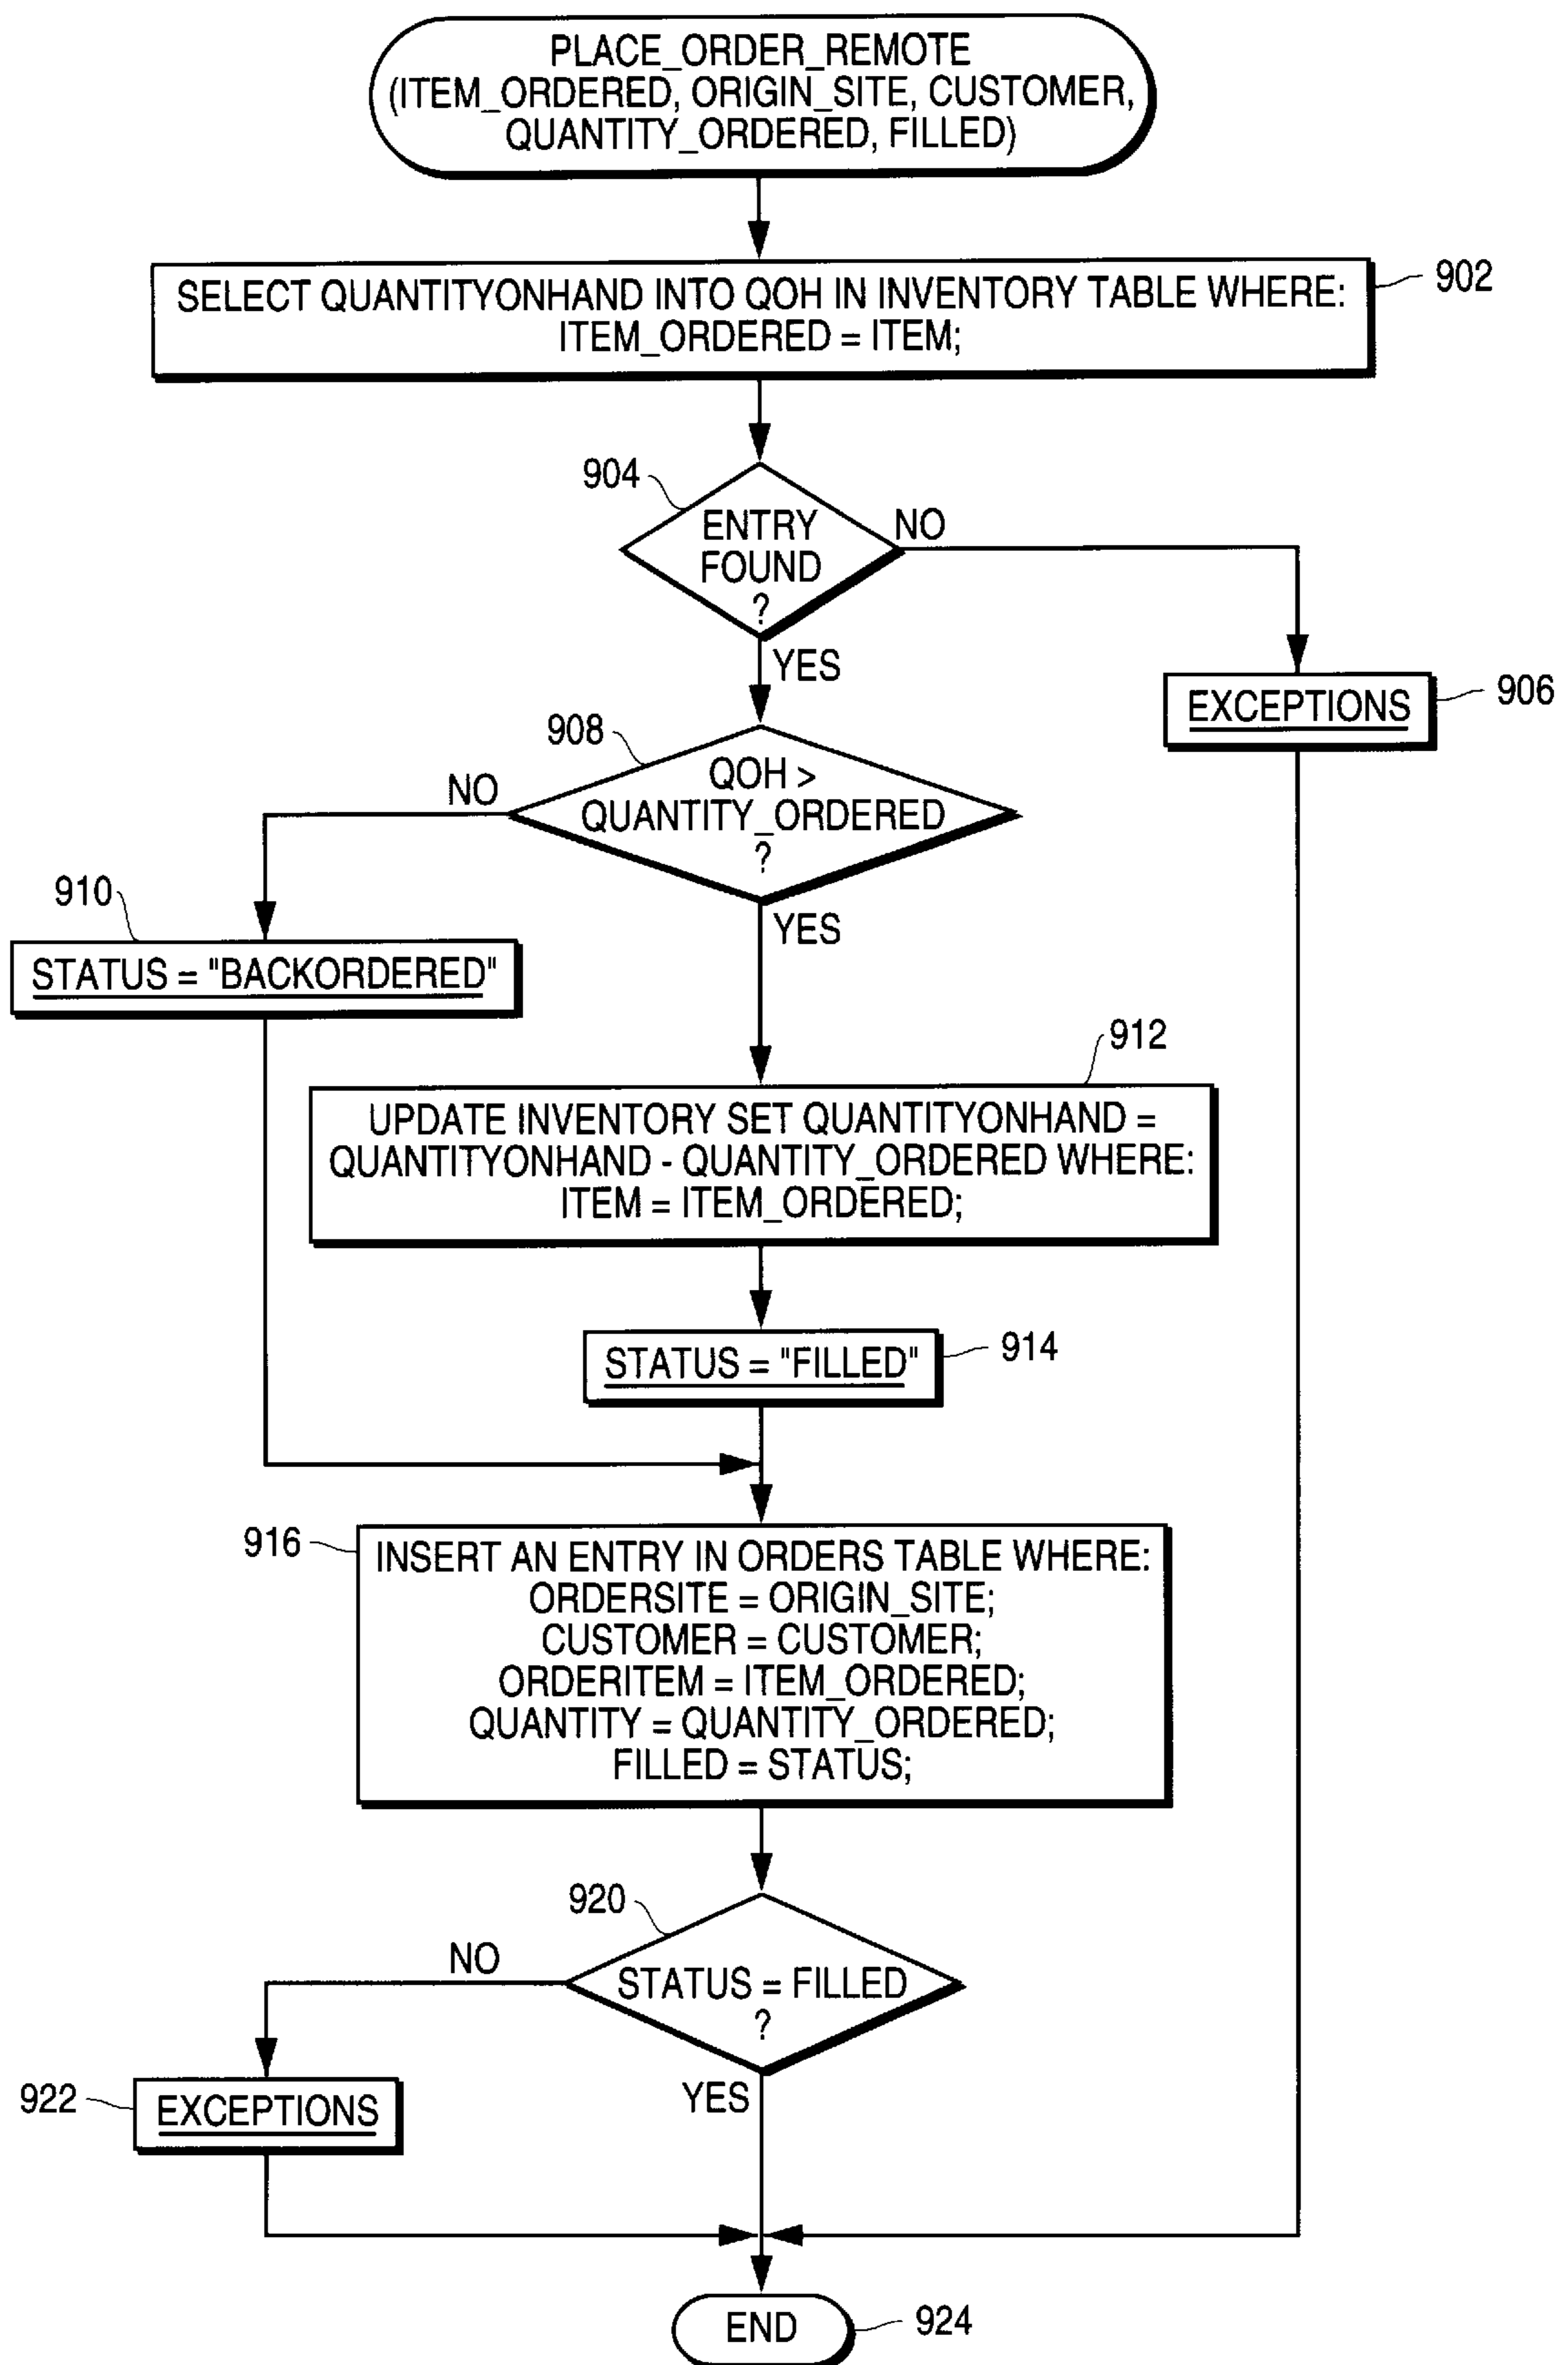 PLACE_ORDER_REMOTE
(ITEM_ORDERED, ORIGIN_SITE, CUSTOMER,
QUANTITY_ORDERED, FILLED)
SELECT QUANTITYONHAND INTO QOH IN INVENTORY TABLE WHERE:
ITEM_ORDERED = ITEM;
902
904
ENTRY
FOUND
?
NO
YES
EXCEPTIONS
906
908
QOH >
QUANTITY_ORDERED
?
NO
YES
910
STATUS = "BACKORDERED"
912
UPDATE INVENTORY SET QUANTITYONHAND =
QUANTITYONHAND - QUANTITY_ORDERED WHERE:
ITEM = ITEM_ORDERED;
STATUS = "FILLED"
914
916
INSERT AN ENTRY IN ORDERS TABLE WHERE:
ORDERSITE = ORIGIN_SITE;
CUSTOMER = CUSTOMER;
ORDERITEM = ITEM_ORDERED;
QUANTITY = QUANTITY_ORDERED;
FILLED = STATUS;
920
STATUS = FILLED
?
NO
YES
922
EXCEPTIONS
END
924